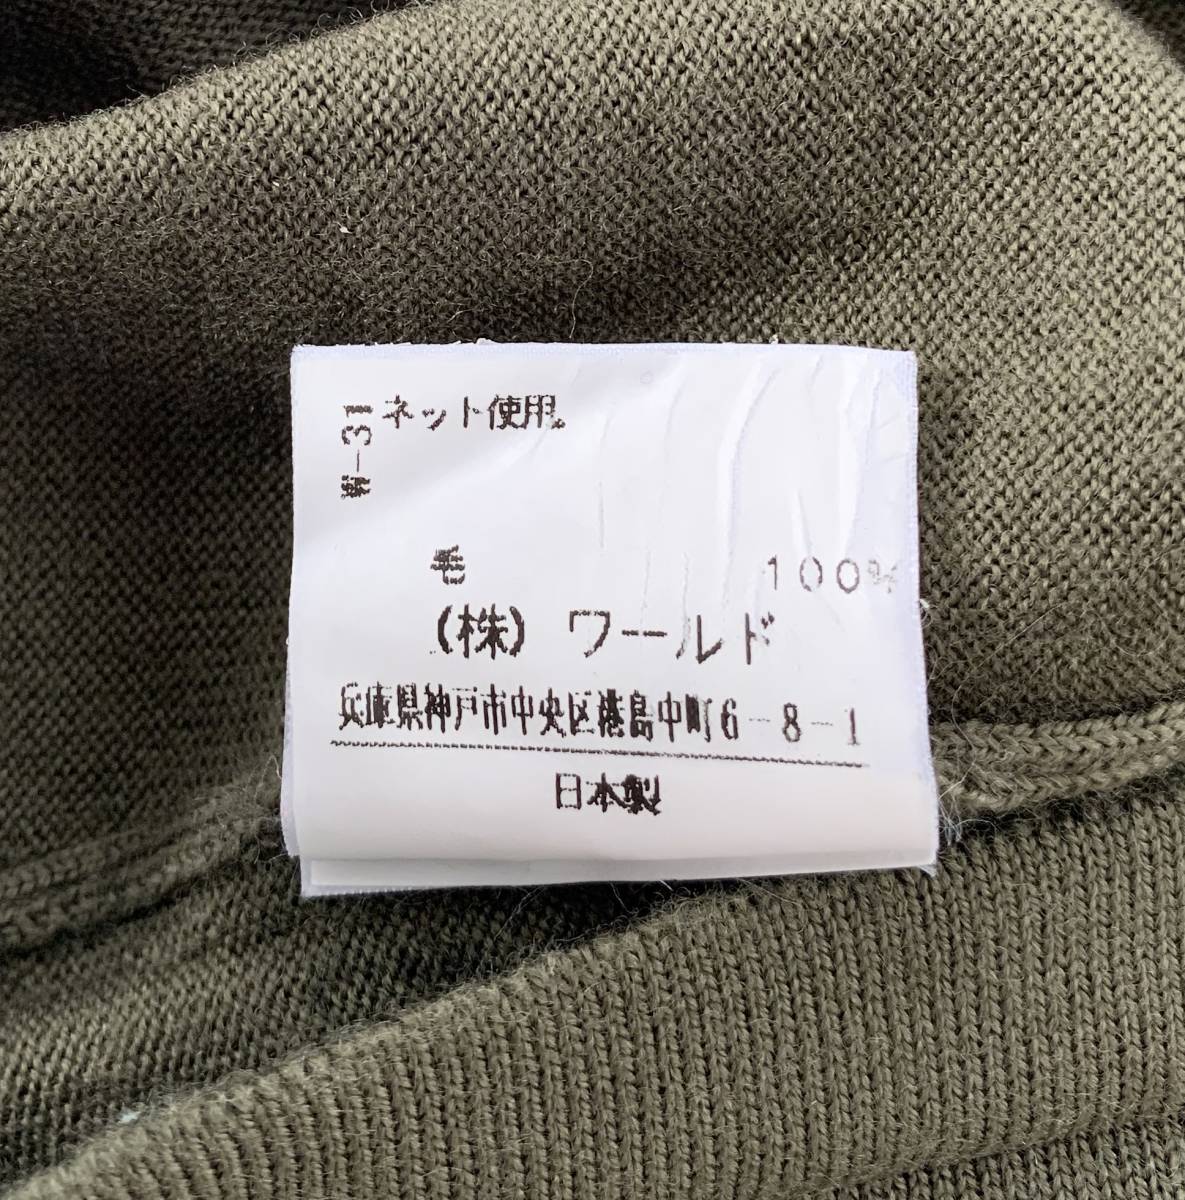 ネット使用。
W-31
毛 100%
(株) ワールド
兵庫県神戸市中央区港島中町6-8-1
日本製